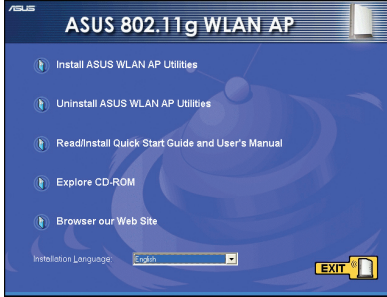 ASUS
ASUS 802.11g WLAN AP
Install ASUS WLAN AP Utilities
Uninstall ASUS WLAN AP Utilities
Read/Install Quick Start Guide and User's Manual
Explore CD-ROM
Browser our Web Site
Installation Language: English
EXIT